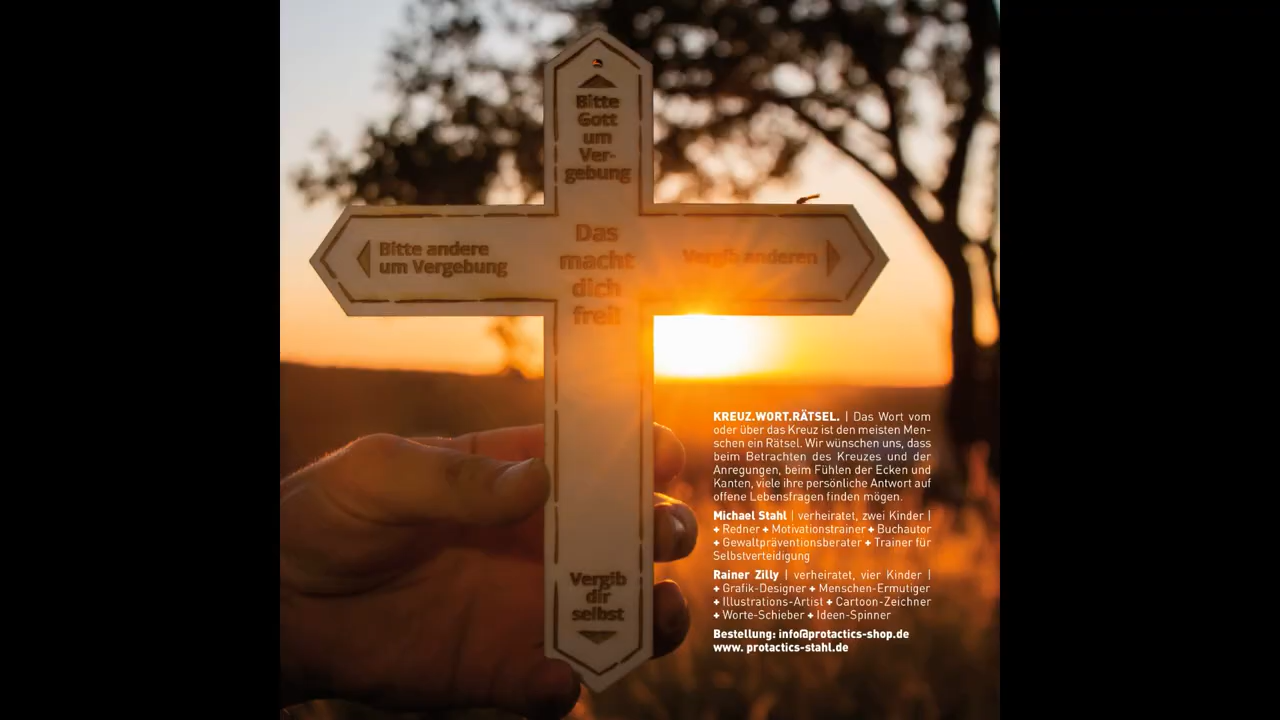 Bitte
Gott
um
Ver-
gebung
Bitte andere
um Vergebung
Das
macht
dich
frei!
Vergib anderen
Vergib
dir
selbst
KREUZ.WORT.RÄTSEL. | Das Wort vom
oder über das Kreuz ist den meisten Men-
schen ein Rätsel. Wir wünschen uns, dass
beim Betrachten des Kreuzes und der
Anregungen, beim Fühlen der Ecken und
Kanten, viele ihre persönliche Antwort auf
offene Lebensfragen finden mögen.
Michael Stahl | verheiratet, zwei Kinder |
+ Redner + Motivationstrainer + Buchautor
+ Gewaltpräventionsberater + Trainer für
Selbstverteidigung
Rainer Zilly | verheiratet, vier Kinder |
+ Grafik-Designer + Menschen-Ermutiger
+ Illustrations-Artist + Cartoon-Zeichner
+ Worte-Schieber + Ideen-Spinner
Bestellung: info@protactics-shop.de
www. protactics-stahl.de